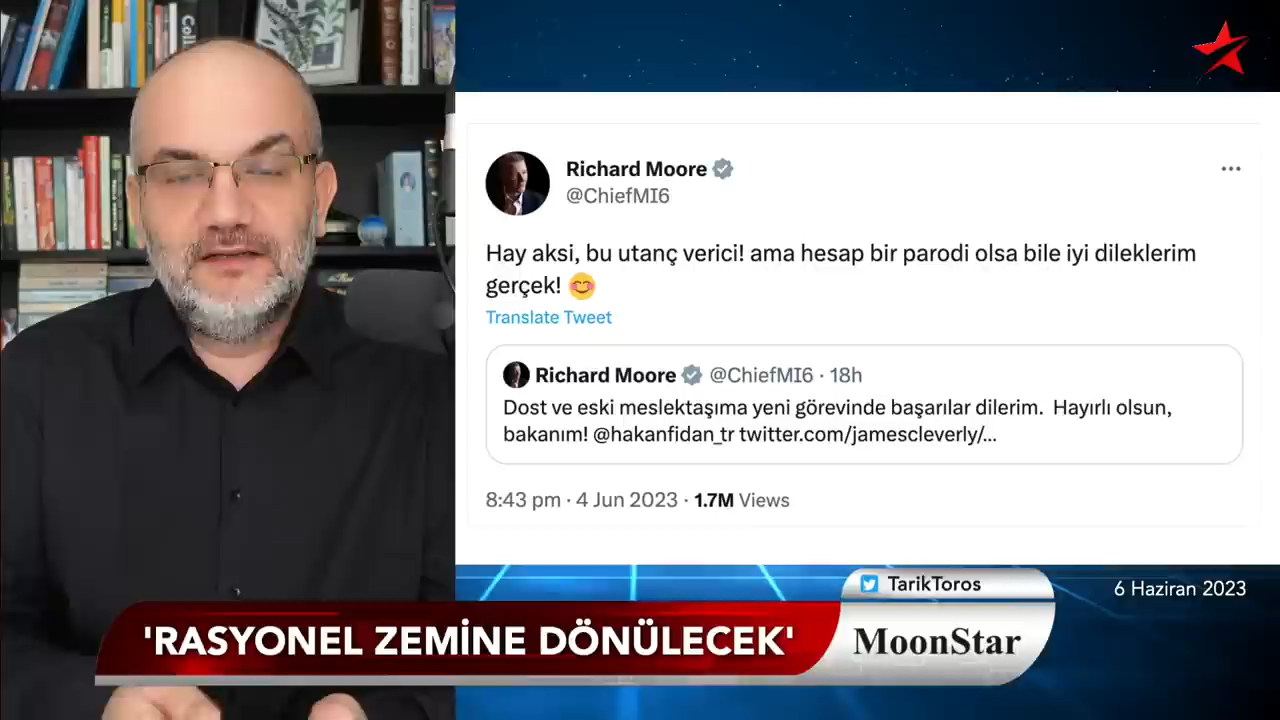 Richard Moore
@ChiefMI6
Hay aksi, bu utanç verici! ama hesap bir parodi olsa bile iyi dileklerim
gerçek! 😊
Translate Tweet
Richard Moore @ChiefMI6 · 18h
Dost ve eski meslektaşıma yeni görevinde başarılar dilerim. Hayırlı olsun,
bakanım! @hakanfidan_tr twitter.com/jamescleverly/...
8:43 pm · 4 Jun 2023 · 1.7M Views
TarikToros
6 Haziran 2023
'RASYONEL ZEMİNE DÖNÜLECEK'
MoonStar